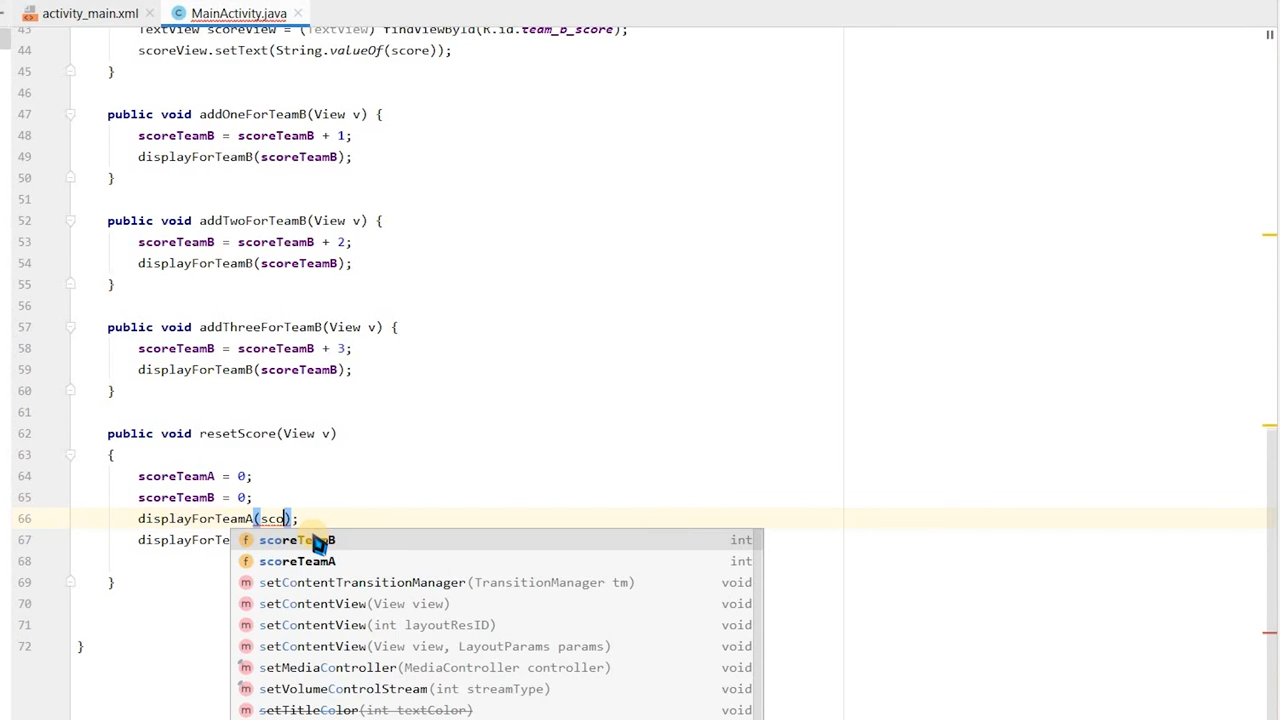 activity_main.xml MainActivity.java
43 TextView scoreView = (TextView) findViewById(R.id.team_b_score);
44 scoreView.setText(String.valueOf(score));
45 }
46
47 public void addOneForTeamB(View v) {
48 scoreTeamB = scoreTeamB + 1;
49 displayForTeamB(scoreTeamB);
50 }
51
52 public void addTwoForTeamB(View v) {
53 scoreTeamB = scoreTeamB + 2;
54 displayForTeamB(scoreTeamB);
55 }
56
57 public void addThreeForTeamB(View v) {
58 scoreTeamB = scoreTeamB + 3;
59 displayForTeamB(scoreTeamB);
60 }
61
62 public void resetScore(View v)
63 {
64 scoreTeamA = 0;
65 scoreTeamB = 0;
66 displayForTeamA(sco);
67 displayForTe
68
69 }
70
71
72 }
f scoreTeamB int
f scoreTeamA int
m setContentTransitionManager(TransitionManager tm) void
m setContentView(View view) void
m setContentView(int layoutResID) void
m setContentView(View view, LayoutParams params) void
m setMediaController(MediaController controller) void
m setVolumeControlStream(int streamType) void
m setTitleColor(int textColor) void